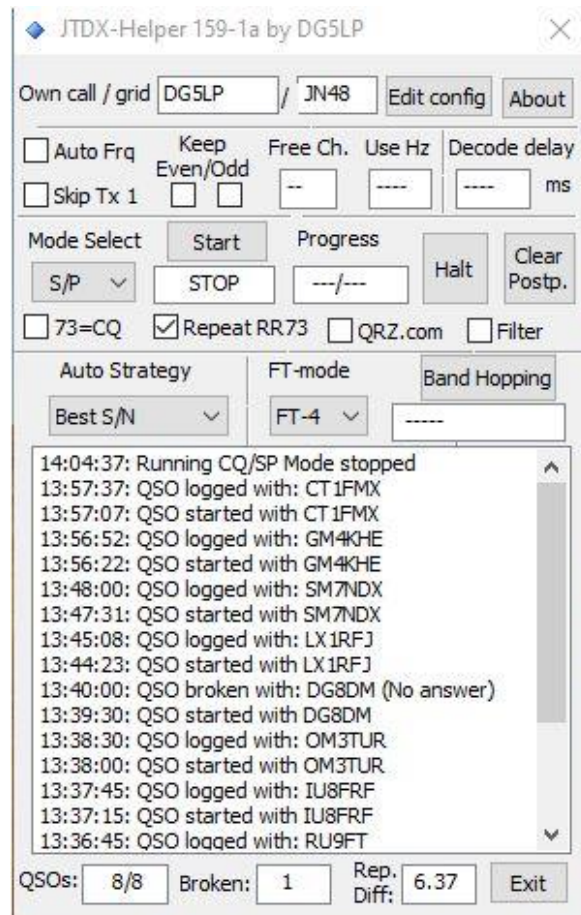 JTDX-Helper 159-1a by DG5LP
Own call / grid DG5LP / JN48 Edit config About
Auto Frq Keep Even/Odd Free Ch. Use Hz Decode delay
Skip Tx 1 -- ---- ---- ms
Mode Select Start Progress Halt Clear Postp.
S/P STOP ---/---
73=CQ Repeat RR73 QRZ.com Filter
Auto Strategy FT-mode Band Hopping
Best S/N FT-4 -----
14:04:37: Running CQ/SP Mode stopped
13:57:37: QSO logged with: CT1FMX
13:57:07: QSO started with CT1FMX
13:56:52: QSO logged with: GM4KHE
13:56:22: QSO started with GM4KHE
13:48:00: QSO logged with: SM7NDX
13:47:31: QSO started with SM7NDX
13:45:08: QSO logged with: LX1RFJ
13:44:23: QSO started with LX1RFJ
13:40:00: QSO broken with: DG8DM (No answer)
13:39:30: QSO started with DG8DM
13:38:30: QSO logged with: OM3TUR
13:38:00: QSO started with OM3TUR
13:37:45: QSO logged with: IU8FRF
13:37:15: QSO started with IU8FRF
13:36:45: QSO logged with: RU9FT
QSOs: 8/8 Broken: 1 Rep. Diff: 6.37 Exit